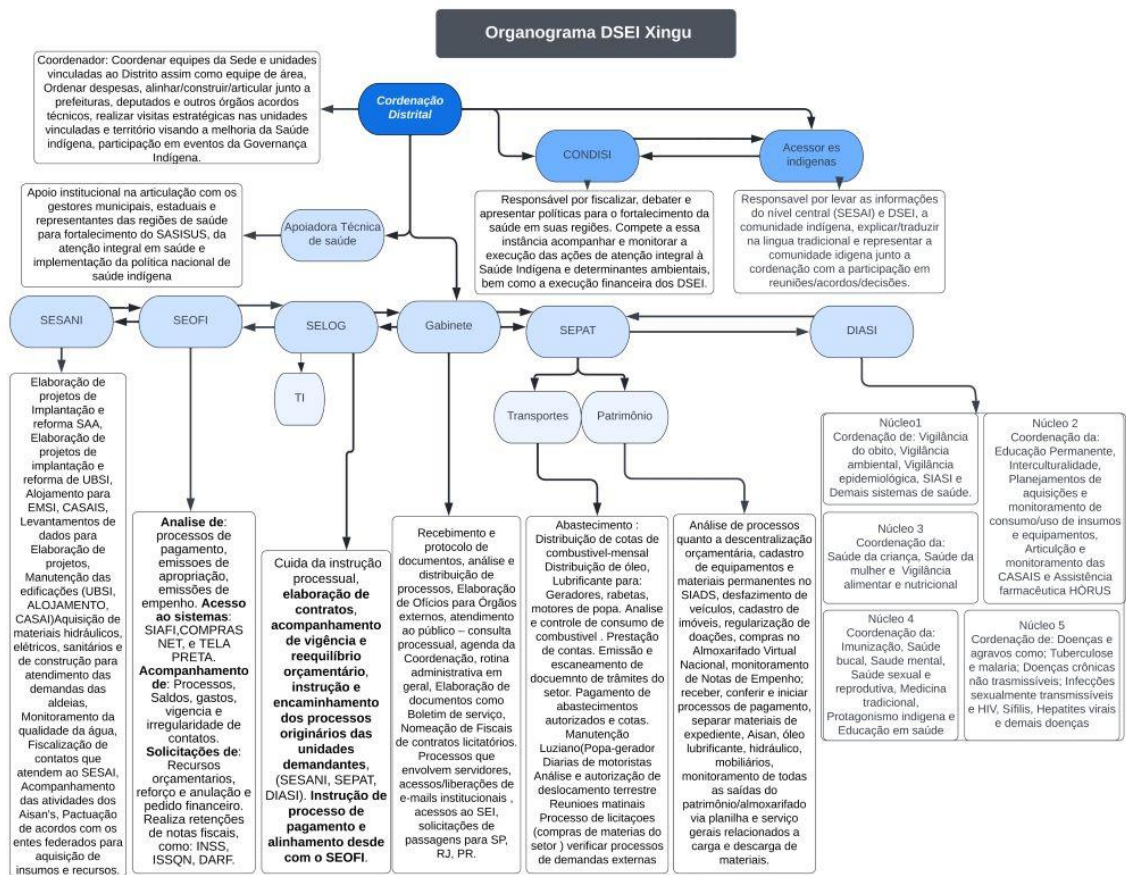 Organograma DSEI Xingu
Coordenador: Coordenar equipes da Sede e unidades
vinculadas ao Distrito assim como equipe de área,
Ordenar despesas, alinhar/construir/articular junto a
prefeituras, deputados e outros órgãos acordos
técnicos, realizar visitas estratégicas nas unidades
vinculadas e território visando a melhoria da Saúde
indígena, participação em eventos da Governança
Indígena.
Cordenação
Distrital
CONDISI
Acessor es
indigenas
Apoio institucional na articulação com os
gestores municipais, estaduais e
representantes das regiões de saúde
para fortalecimento do SASISUS, da
atenção integral em saúde e
implementação da política nacional de
saúde indígena
Apoiadora Técnica
de saúde
Responsável por fiscalizar, debater e
apresentar políticas para o fortalecimento da
saúde em suas regiões. Compete a essa
instância acompanhar e monitorar a
execução das ações de atenção integral à
Saúde Indígena e determinantes ambientais,
bem como a execução financeira dos DSEI.
Responsavel por levar as informações
do nível central (SESAI) e DSEI, a
comunidade indígena, explicar/traduzir
na lingua tradicional e representar a
comunidade idigena junto a
cordenação com a participação em
reuniões/acordos/decisões.
SESANI
SEOFI
SELOG
Gabinete
SEPAT
DIASI
TI
Transportes
Patrimônio
Elaboração de
projetos de
Implantação e
reforma SAA,
Elaboração de
projetos de
implantação e
reforma de UBSI,
Alojamento para
EMSI, CASAIS,
Levantamentos de
dados para
Elaboração de
projetos,
Manutenção das
edificações (UBSI,
ALOJAMENTO,
CASAI)Aquisição de
materiais hidráulicos,
elétricos, sanitários e
de construção para
atendimento das
demandas das
aldeias,
Monitoramento da
qualidade da água,
Fiscalização de
contatos que
atendem ao SESAI,
Acompanhamento
das atividades dos
Aisan's, Pactuação
de acordos com os
entes federados para
aquisição de
insumos e recursos.
Analise de:
processos de
pagamento,
emissoes de
apropriação,
emissões de
empenho. Acesso
ao sistemas:
SIAFI,COMPRAS
NET, e TELA
PRETA.
Acompanhamento
de: Processos,
Saldos, gastos,
vigencia e
irregularidade de
contatos.
Solicitações de:
Recursos
orçamentarios,
reforço e anulação e
pedido financeiro.
Realiza retenções
de notas fiscais,
como: INSS,
ISSQN, DARF.
Cuida da instrução
processual,
elaboração de
contratos,
acompanhamento
de vigência e
reequilíbrio
orçamentário,
instrução e
encaminhamento
dos processos
originários das
unidades
demandantes,
(SESANI, SEPAT,
DIASI). Instrução de
processo de
pagamento e
alinhamento desde
com o SEOFI.
Recebimento e
protocolo de
documentos, análise e
distribuição de
processos, Elaboração
de Ofícios para Órgãos
externos, atendimento
ao público – consulta
processual, agenda da
Coordenação, rotina
administrativa em
geral, Elaboração de
documentos como
Boletim de serviço,
Nomeação de Fiscais
de contratos licitatórios.
Processos que
envolvem servidores,
acessos/liberações de
e-mails institucionais ,
acessos ao SEI,
solicitações de
passagens para SP,
RJ, PR.
Abastecimento :
Distribuição de cotas de
combustivel-mensal
Distribuição de óleo,
Lubrificante para:
Geradores, rabetas,
motores de popa. Analise
e controle de consumo de
combustivel . Prestação
de contas. Emissão e
escaneamento de
docuemnto de trâmites do
setor. Pagamento de
abastecimentos
autorizados e cotas.
Manutenção
Luziano(Popa-gerador
Diarias de motoristas
Análise e autorização de
deslocamento terrestre
Reunioes matinais
Processo de licitaçoes
(compras de materias do
setor ) verificar processos
de demandas externas
Análise de processos
quanto a descentralização
orçamentária, cadastro
de equipamentos e
materiais permanentes no
SIADS, desfazimento de
veículos, cadastro de
imóveis, regularização de
doações, compras no
Almoxarifado Virtual
Nacional, monitoramento
de Notas de Empenho;
receber, conferir e iniciar
processos de pagamento,
separar materiais de
expediente, Aisan, óleo
lubrificante, hidráulico,
mobiliários,
monitoramento de todas
as saídas do
patrimônio/almoxarifado
via planilha e serviço
gerais relacionados a
carga e descarga de
materiais.
Núcleo1
Cordenação de: Vigilância
do obito, Vigilância
ambiental, Vigilância
epidemiológica, SIASI e
Demais sistemas de saúde.
Núcleo 2
Coordenação da:
Educação Permanente,
Interculturalidade,
Planejamentos de
aquisições e
monitoramento de
consumo/uso de insumos
e equipamentos,
Articulção e
monitoramento das
CASAIS e Assistência
farmacêutica HÓRUS
Núcleo 3
Coordenação da:
Saúde da criança, Saúde da
mulher e Vigilância
alimentar e nutricional
Núcleo 4
Coordenação da:
Imunização, Saúde
bucal, Saude mental,
Saúde sexual e
reprodutiva, Medicina
tradicional,
Protagonismo indigena e
Educação em saúde
Núcleo 5
Cordenação de: Doenças e
agravos como; Tuberculose
e malaria; Doenças crônicas
não trasmissíveis; Infecções
sexualmente transmissíveis
e HIV, Sífilis, Hepatites virais
e demais doenças